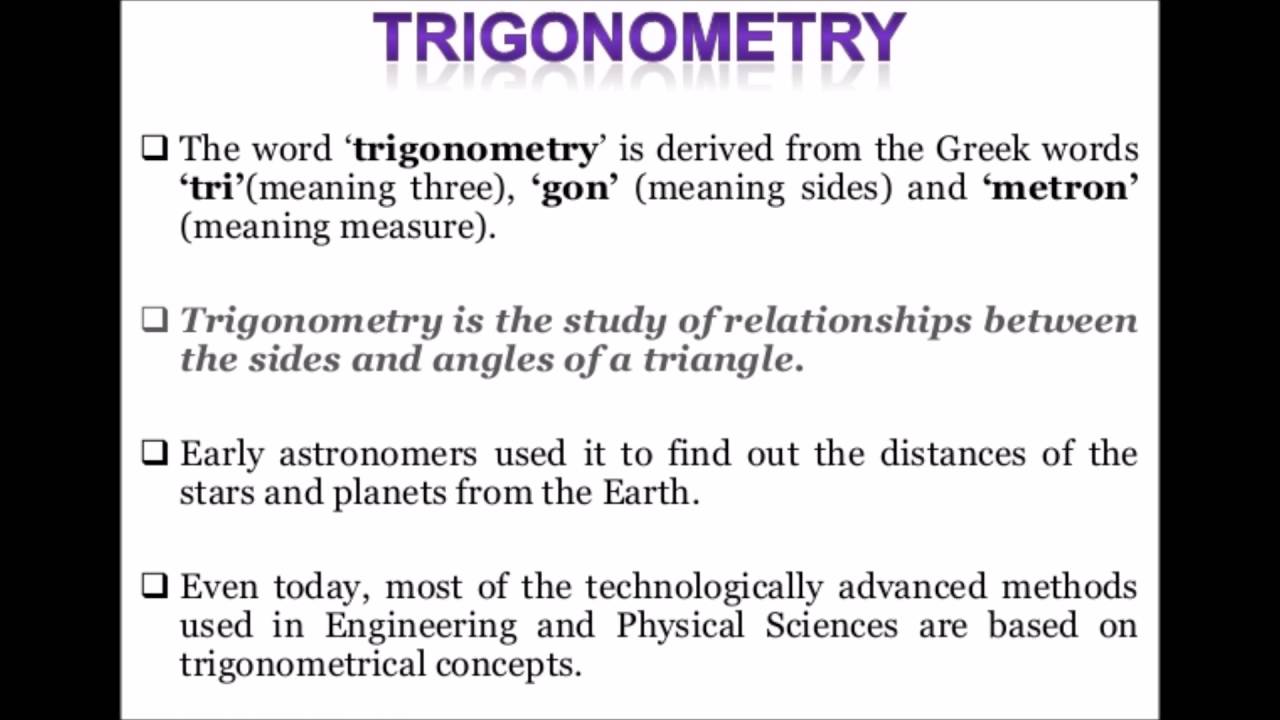 TRIGONOMETRY
❑ The word ‘trigonometry’ is derived from the Greek words
‘tri’(meaning three), ‘gon’ (meaning sides) and ‘metron’
(meaning measure).
❑ Trigonometry is the study of relationships between
the sides and angles of a triangle.
❑ Early astronomers used it to find out the distances of the
stars and planets from the Earth.
❑ Even today, most of the technologically advanced methods
used in Engineering and Physical Sciences are based on
trigonometrical concepts.